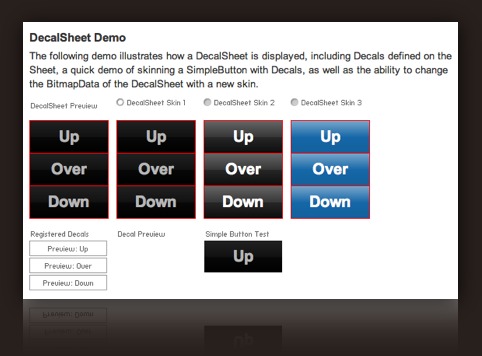 DecalSheet Demo
The following demo illustrates how a DecalSheet is displayed, including Decals defined on the
Sheet, a quick demo of skinning a SimpleButton with Decals, as well as the ability to change
the BitmapData of the DecalSheet with a new skin.
DecalSheet Preview DecalSheet Skin 1 DecalSheet Skin 2 DecalSheet Skin 3
Up Up Up Up
Over Over Over Over
Down Down Down Down
Registered Decals Decal Preview Simple Button Test
Preview: Up
Preview: Over
Preview: Down
Up